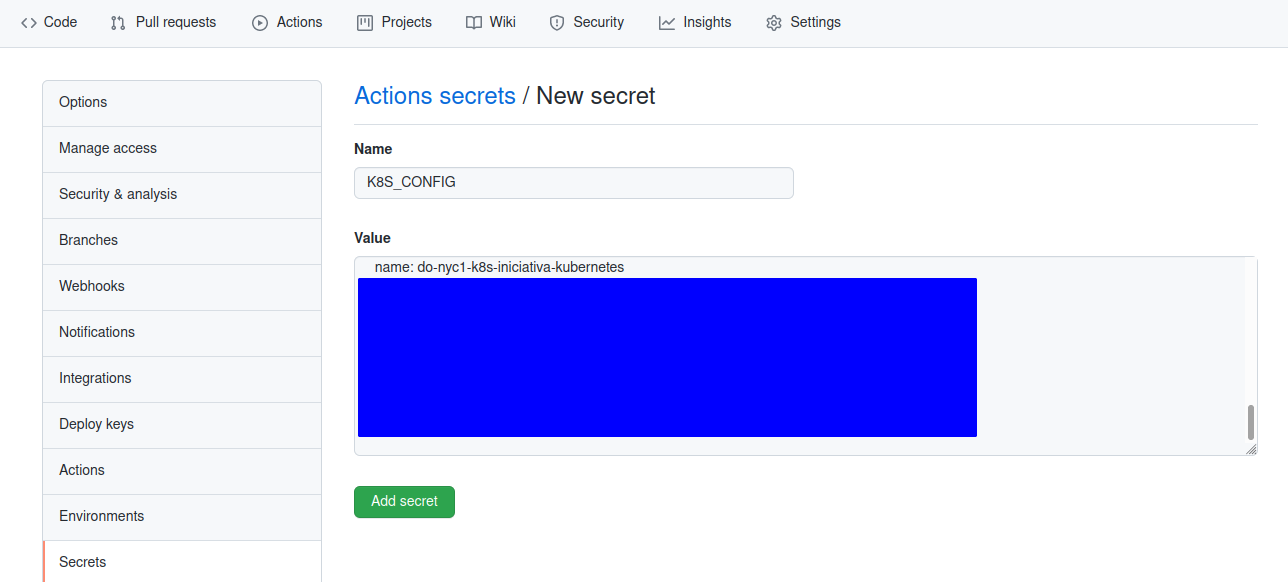 Code Pull requests Actions Projects Wiki Security Insights Settings
Options
Manage access
Security & analysis
Branches
Webhooks
Notifications
Integrations
Deploy keys
Actions
Environments
Secrets
Actions secrets / New secret
Name
K8S_CONFIG
Value
name: do-nyc1-k8s-iniciativa-kubernetes
Add secret